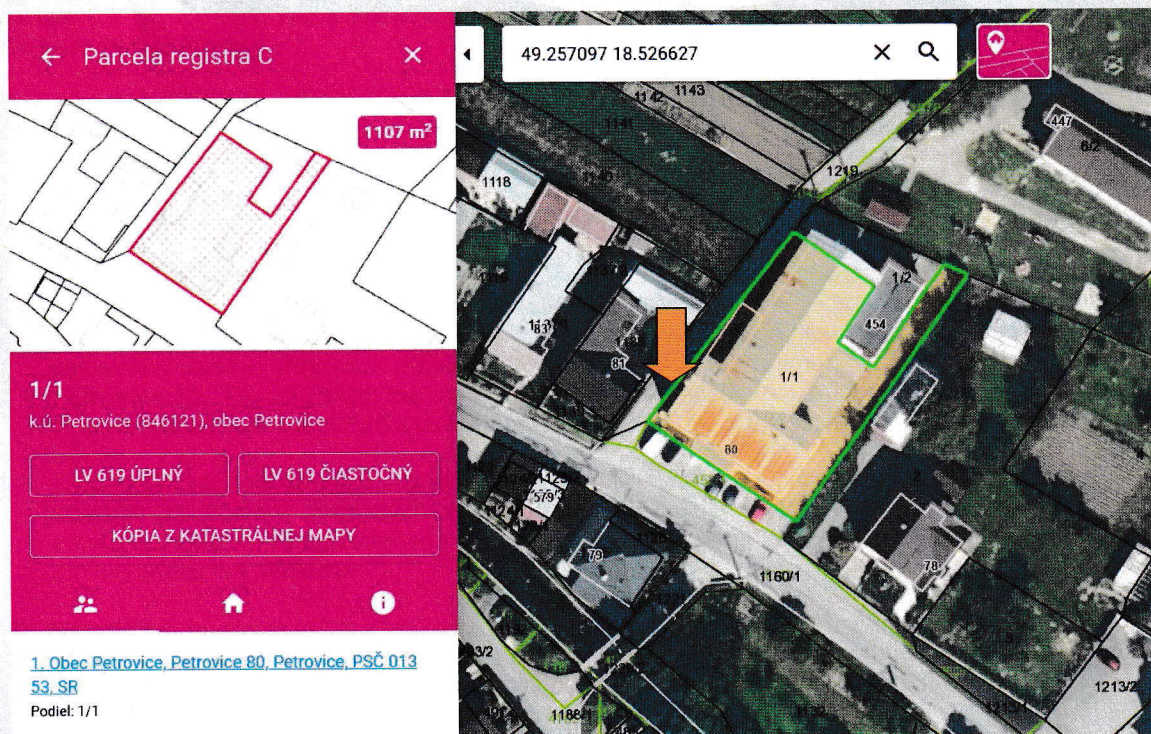 Parcela registra C
49.257097 18.526627
1107 m²
1/1
k.ú: Petrovice (846121), obec Petrovice
LV 619 ÚPLNÝ
LV 619 ČIASTOČNÝ
KÓPIA Z KATASTRÁLNEJ MAPY
1. Obec Petrovice, Petrovice 80, Petrovice, PSČ 013
53, SR
Podiel: 1/1
1143
1142
1141
1140
1118
1219
447
6/2
1/2
454
1/1
81
80
2
78
579
79
1160/1
1213/2